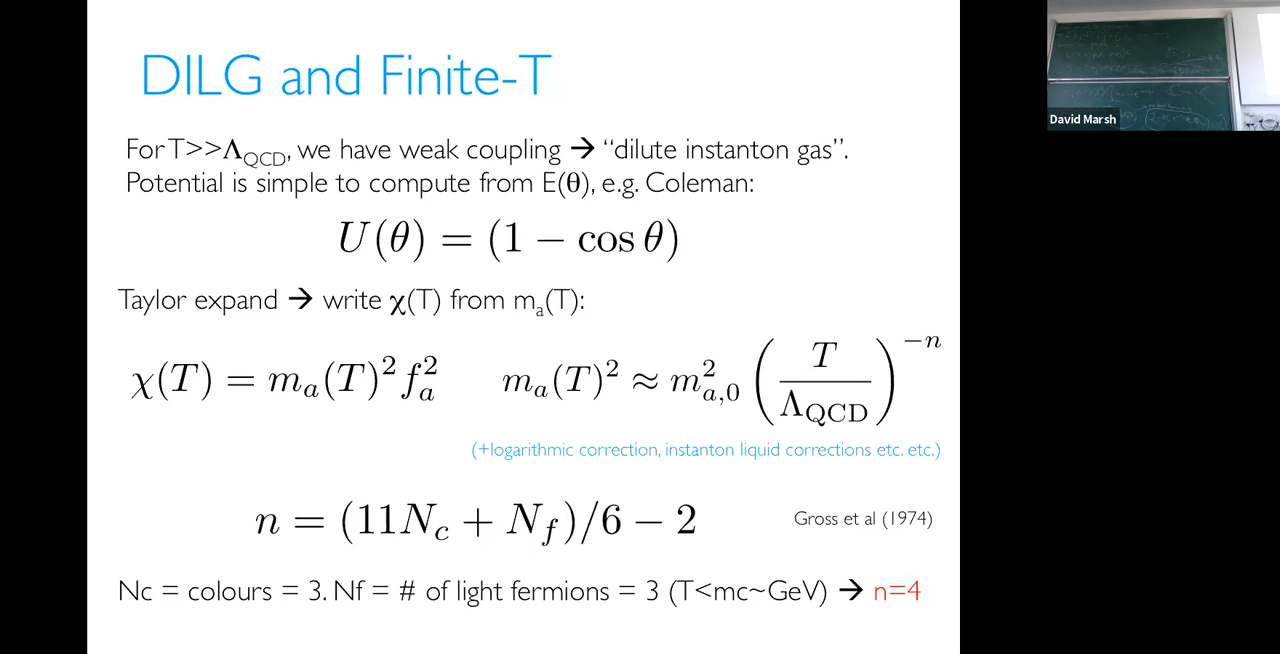 DILG and Finite-T
For T>>Λ_QCD, we have weak coupling → “dilute instanton gas”.
Potential is simple to compute from E(θ), e.g. Coleman:
U(θ) = (1 − cos θ)
Taylor expand → write χ(T) from m_a(T):
χ(T) = m_a(T)² f_a²    m_a(T)² ≈ m_{a,0}² (T/Λ_QCD)^{−n}
(+logarithmic correction, instanton liquid corrections etc. etc.)
n = (11N_c + N_f)/6 − 2
Gross et al (1974)
Nc = colours = 3. Nf = # of light fermions = 3 (T<mc~GeV) → n=4
David Marsh